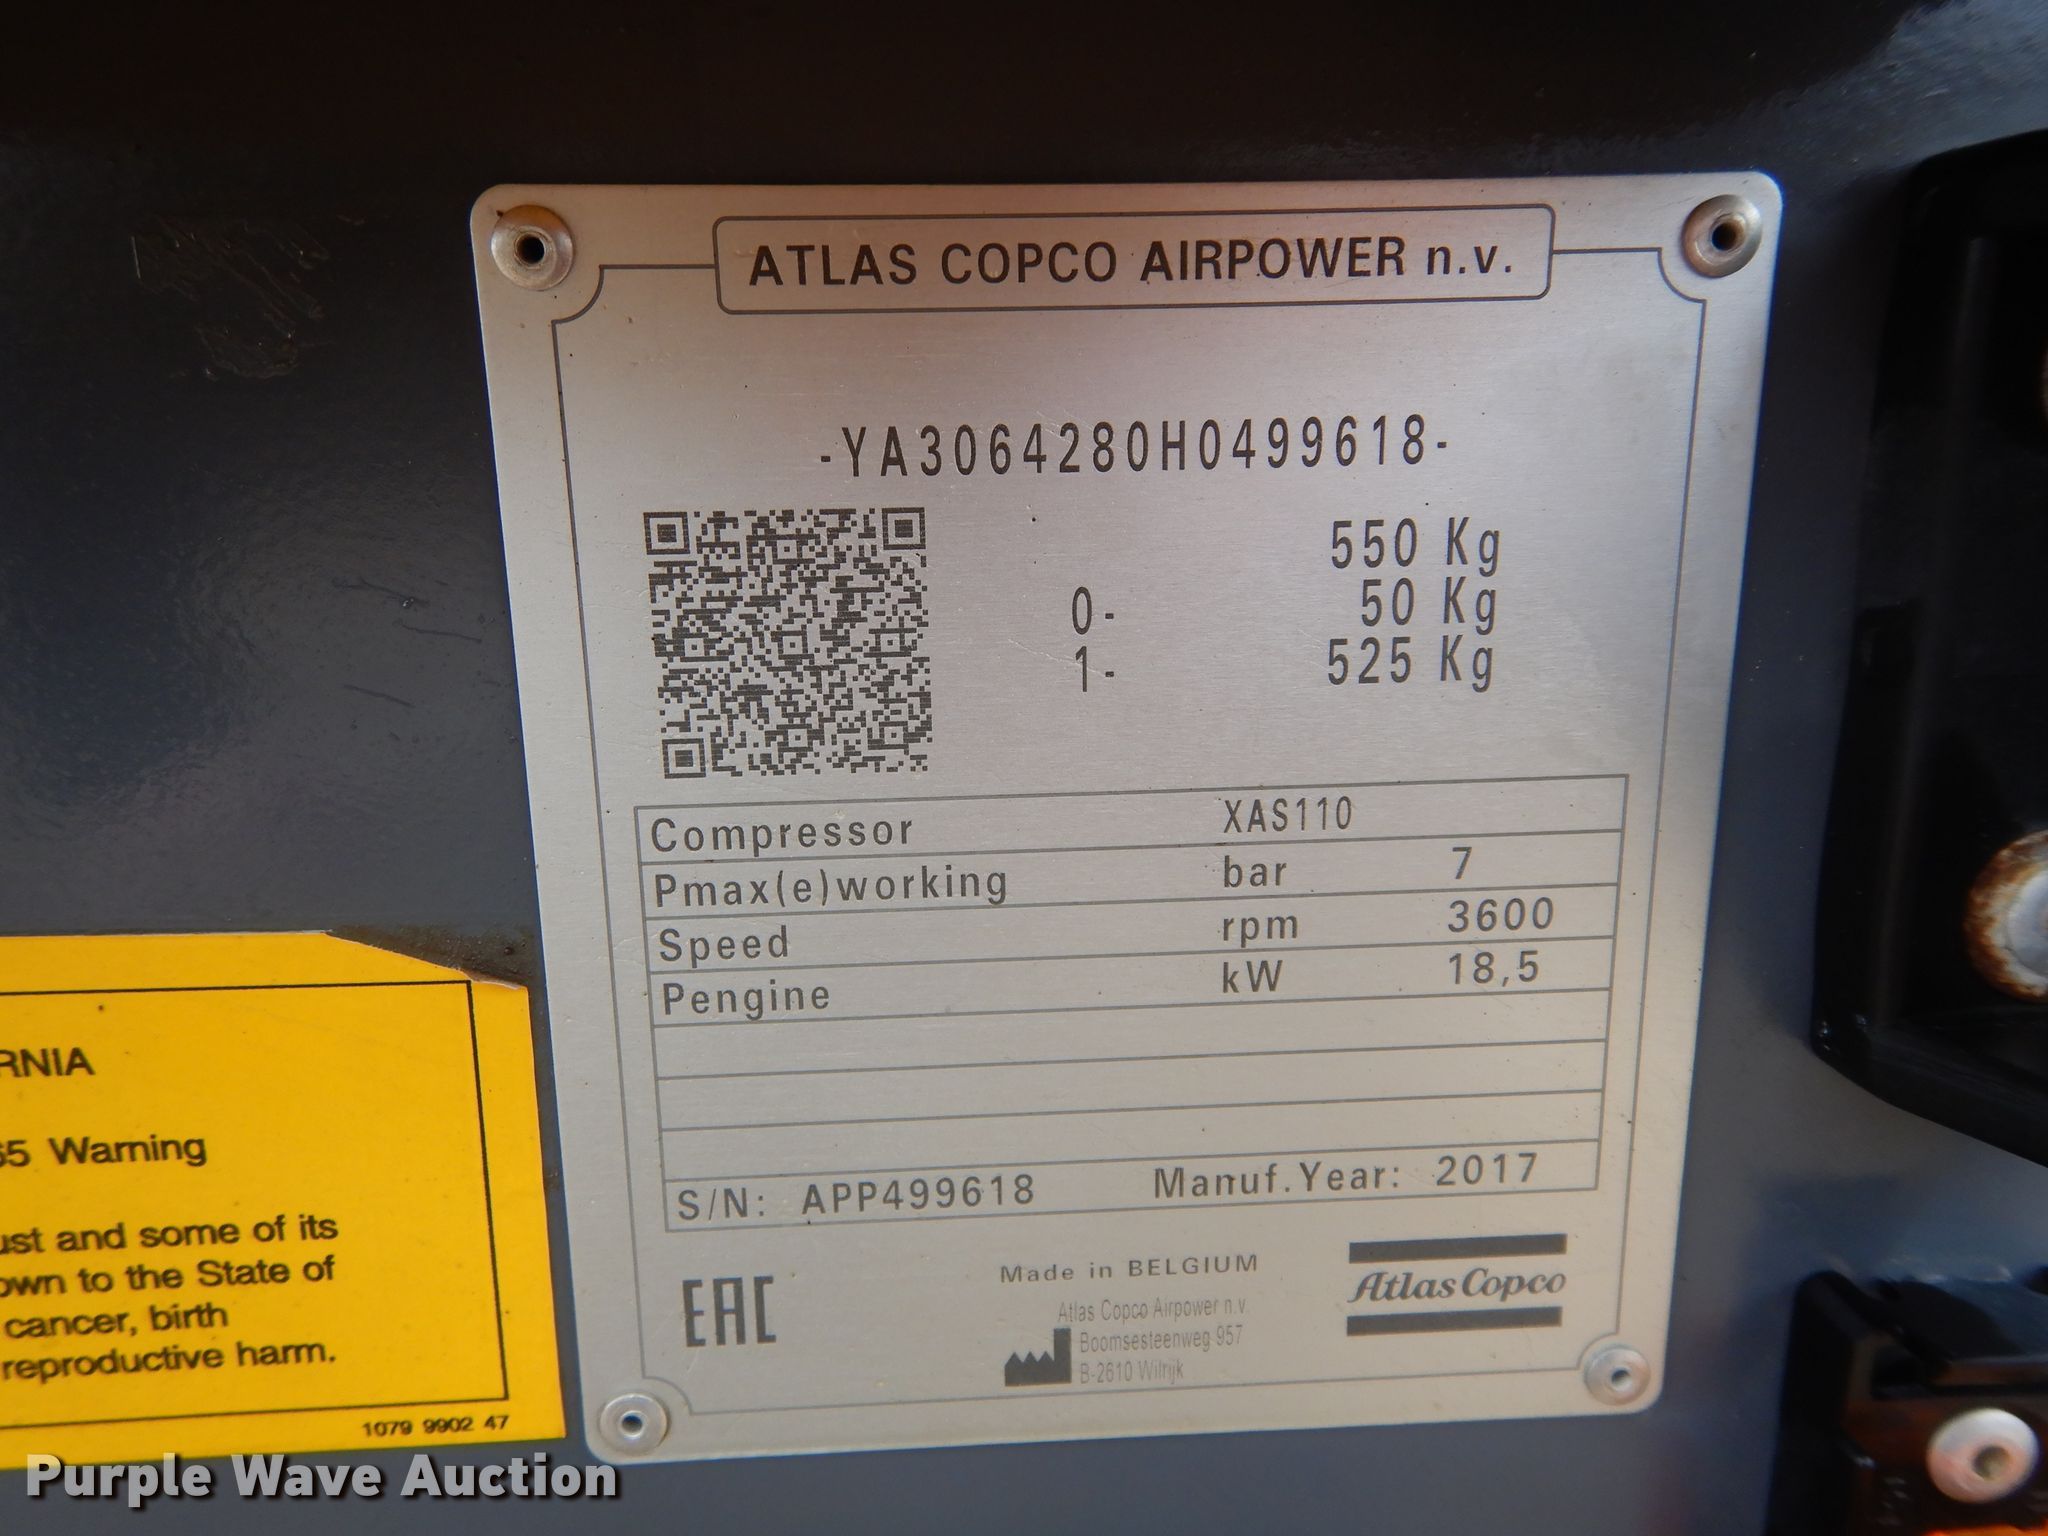 ATLAS COPCO AIRPOWER n.v.
-YA3064280H0499618-
550 Kg
0- 50 Kg
1- 525 Kg
Compressor XAS110
Pmax(e)working bar 7
Speed rpm 3600
Pengine kW 18,5
S/N: APP499618 Manuf.Year: 2017
EAC
Made in BELGIUM
Atlas Copco Airpower n.v.
Boomsesteenweg 957
B-2610 Wilrijk
Atlas Copco
RNIA
65 Warning
ust and some of its
own to the State of
cancer, birth
reproductive harm.
1079 9902 47
Purple Wave Auction